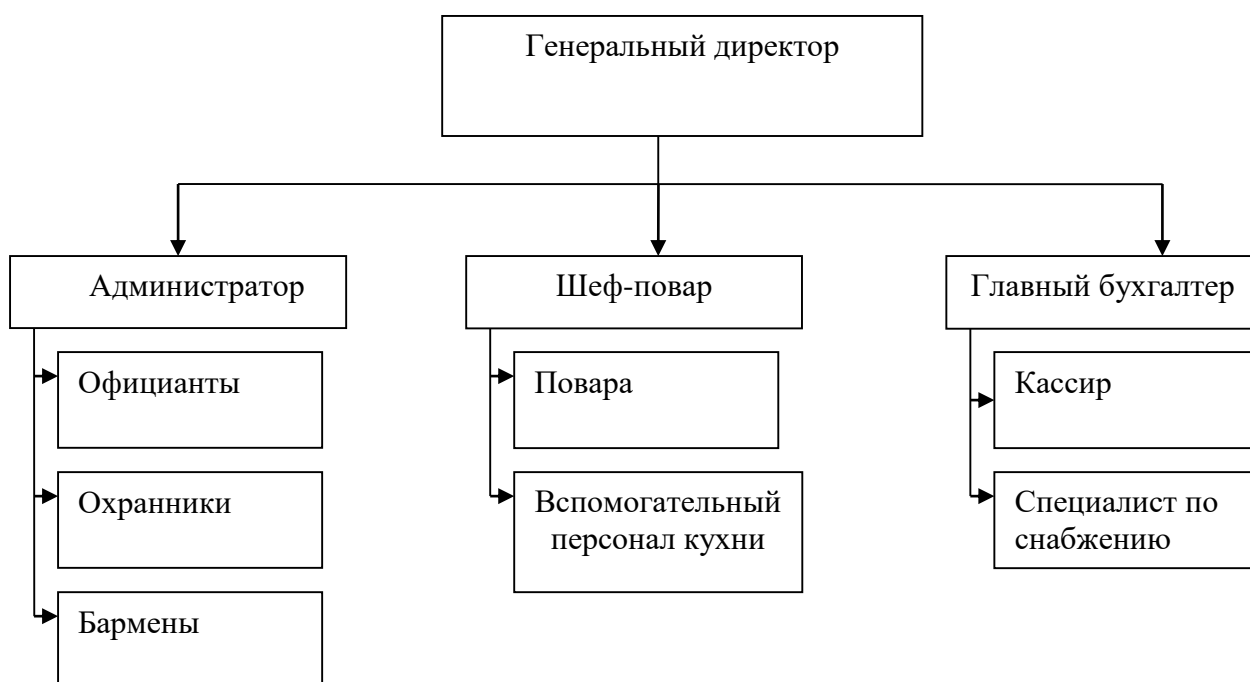 Генеральный директор
Администратор
Шеф-повар
Главный бухгалтер
Официанты
Повара
Кассир
Охранники
Вспомогательный
персонал кухни
Специалист по
снабжению
Бармены